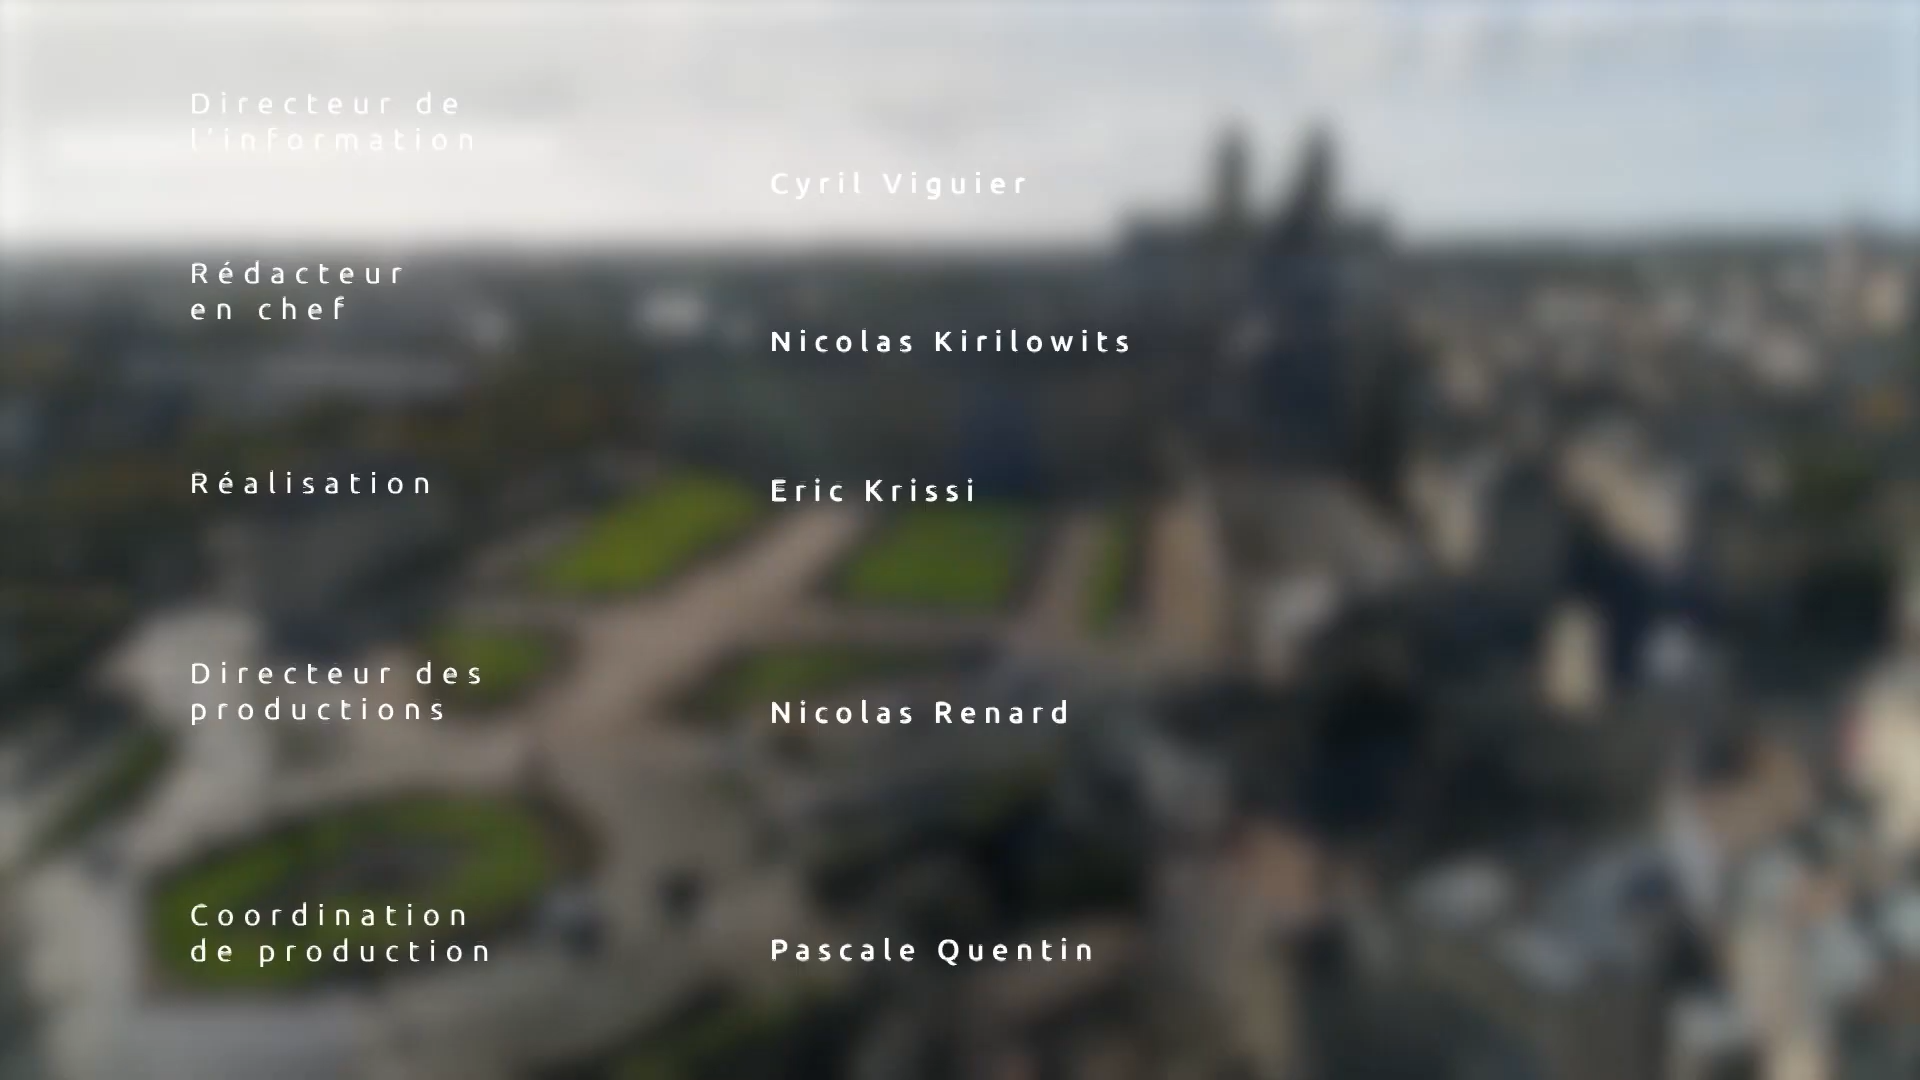 Directeur de
l'information
Cyril Viguier
Rédacteur
en chef
Nicolas Kirilowits
Réalisation
Eric Krissi
Directeur des
productions
Nicolas Renard
Coordination
de production
Pascale Quentin